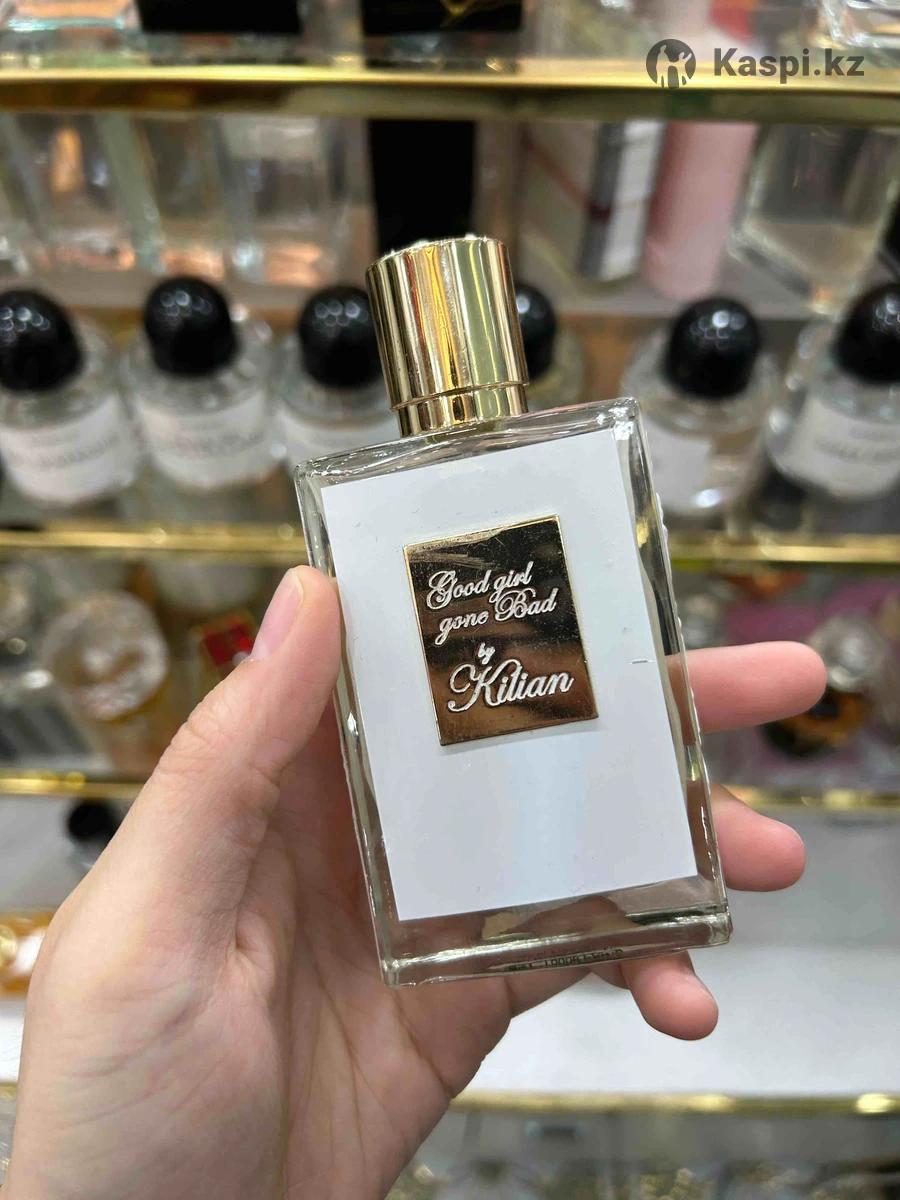 Kaspi.kz
Good girl
gone Bad
by
Kilian